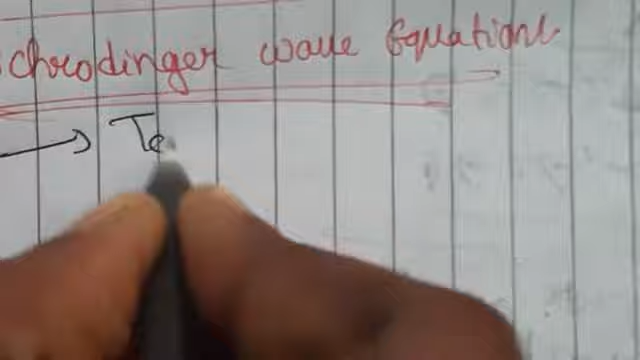 chrodinger wave Equation
→ Te